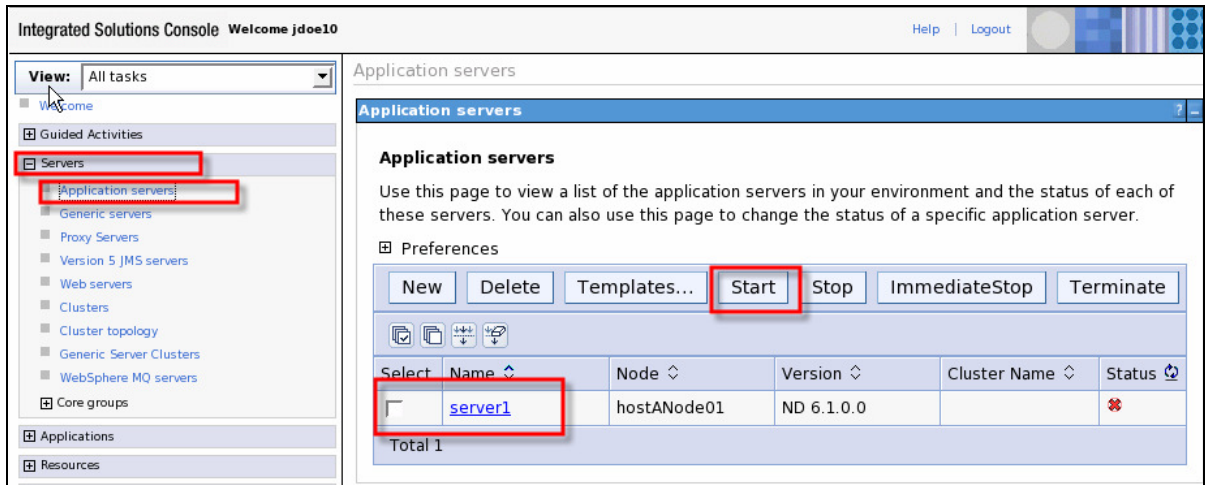 Integrated Solutions Console Welcome jdoe10
Help | Logout
View: All tasks
Welcome
Guided Activities
Servers
Application servers
Generic servers
Proxy Servers
Version 5 JMS servers
Web servers
Clusters
Cluster topology
Generic Server Clusters
WebSphere MQ servers
Core groups
Applications
Resources
Application servers
Application servers ? –
Application servers
Use this page to view a list of the application servers in your environment and the status of each of
these servers. You can also use this page to change the status of a specific application server.
Preferences
New Delete Templates... Start Stop ImmediateStop Terminate
Select Name Node Version Cluster Name Status
server1 hostANode01 ND 6.1.0.0
Total 1